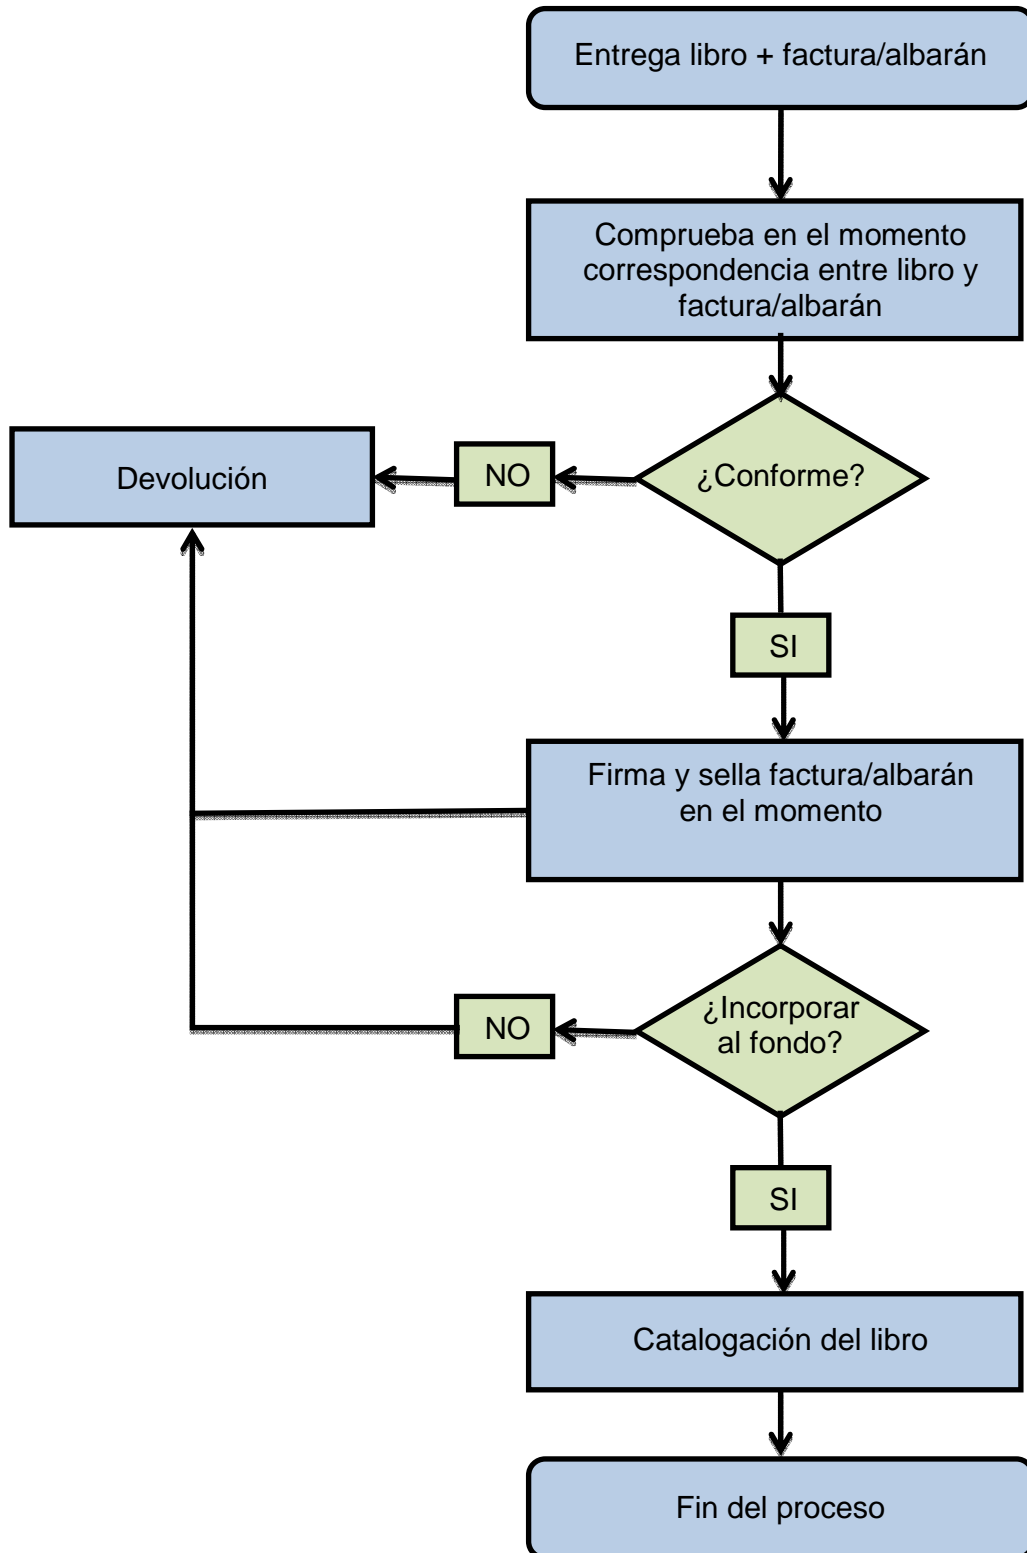 Entrega libro + factura/albarán
Comprueba en el momento
correspondencia entre libro y
factura/albarán
Devolución
NO
¿Conforme?
SI
Firma y sella factura/albarán
en el momento
NO
¿Incorporar
al fondo?
SI
Catalogación del libro
Fin del proceso